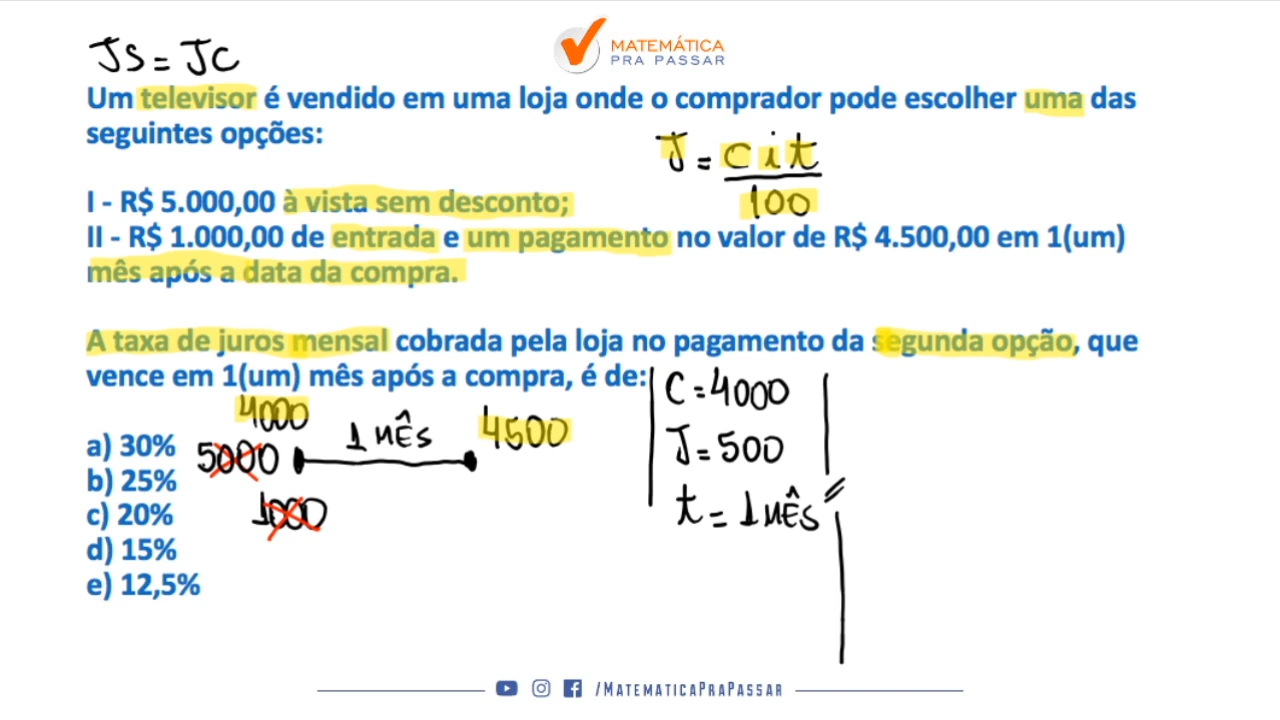 JS = JC
MATEMÁTICA
PRA PASSAR
Um televisor é vendido em uma loja onde o comprador pode escolher uma das
seguintes opções:
J = cit
100
I - R$ 5.000,00 à vista sem desconto;
II - R$ 1.000,00 de entrada e um pagamento no valor de R$ 4.500,00 em 1(um)
mês após a data da compra.
A taxa de juros mensal cobrada pela loja no pagamento da segunda opção, que
vence em 1(um) mês após a compra, é de:
4000
5000
1000
1 MÊS
4500
C = 4000
J = 500
t = 1 MÊS
a) 30%
b) 25%
c) 20%
d) 15%
e) 12,5%
/MATEMATICAPRAPASSAR